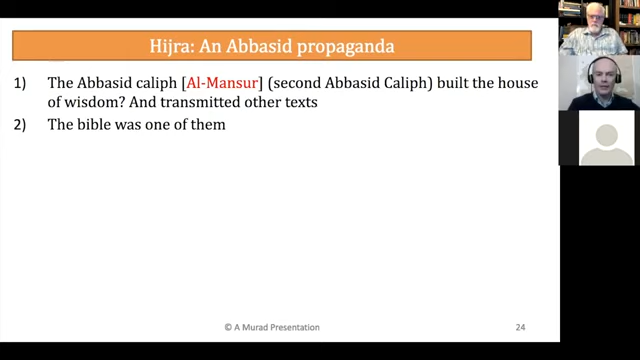 Hijra: An Abbasid propaganda
1) The Abbasid caliph [Al-Mansur] (second Abbasid Caliph) built the house
of wisdom? And transmitted other texts
2) The bible was one of them
© A Murad Presentation
24